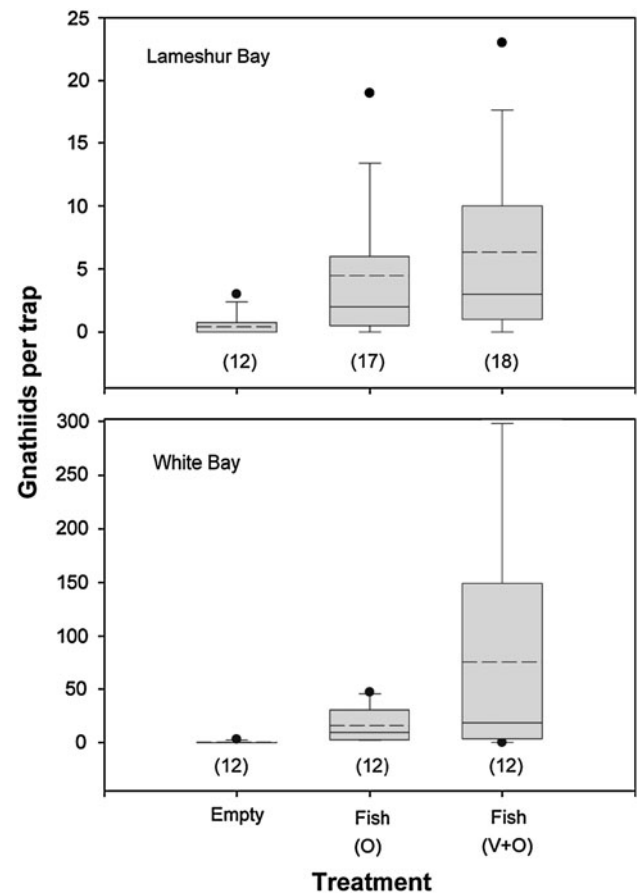 Gnathiids per trap
25
Lameshur Bay
20
15
10
5
0
(12) (17) (18)
300
White Bay
250
200
150
100
50
0
(12) (12) (12)
Empty Fish Fish
(O) (V+O)
Treatment